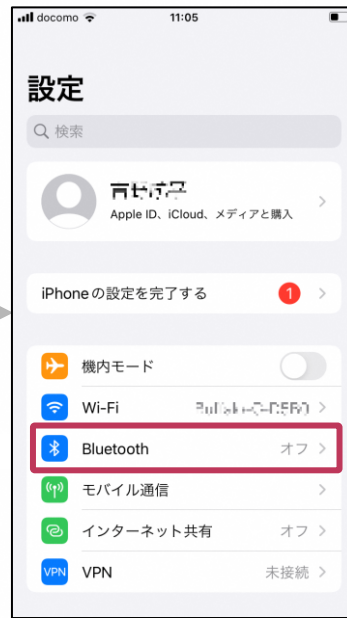 docomo 11:05
設定
検索
Apple ID、iCloud、メディアと購入
iPhoneの設定を完了する 1
機内モード
Wi-Fi
Bluetooth オフ
モバイル通信
インターネット共有 オフ
VPN VPN 未接続